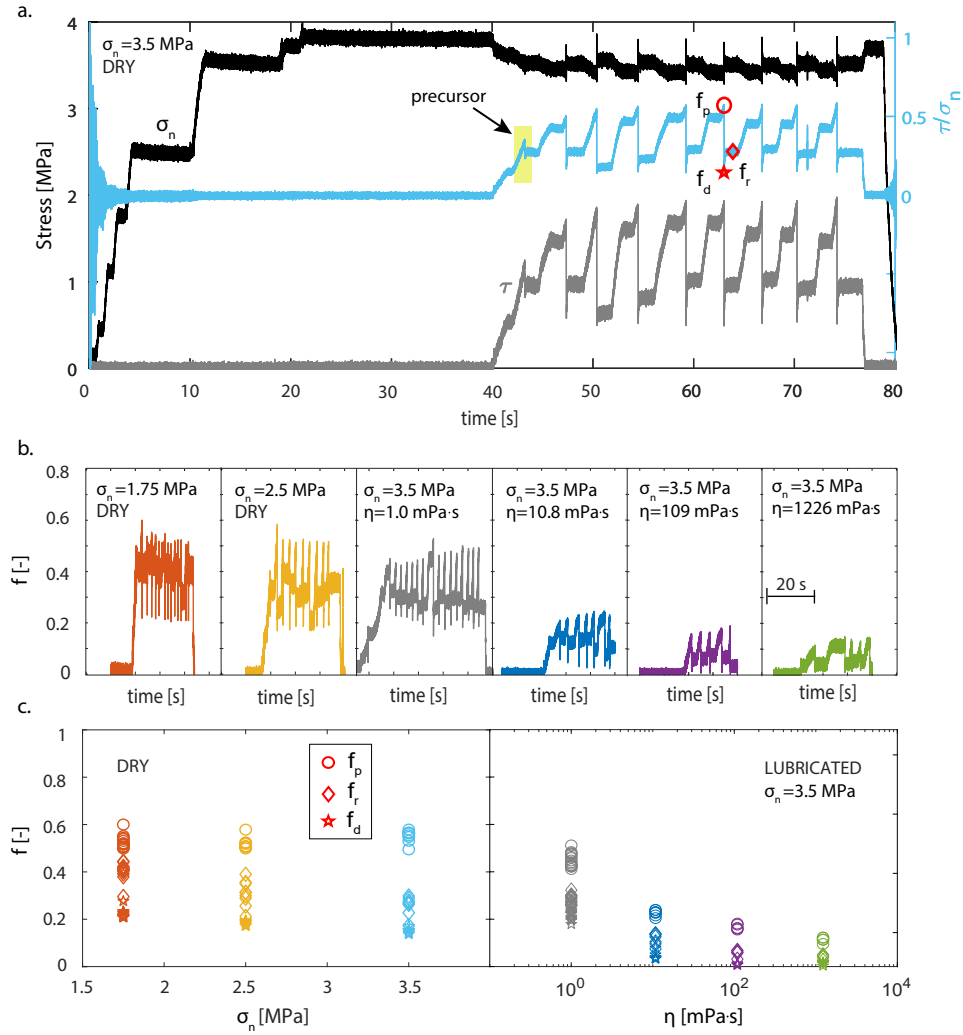 a.
σn=3.5 MPa
DRY
σn
precursor
fp
fd
fr
τ
Stress [MPa]
τ/σn
4
3
2
1
0
1
0.5
0
0
10
20
30
40
50
60
70
80
time [s]
b.
σn=1.75 MPa
DRY
σn=2.5 MPa
DRY
σn=3.5 MPa
η=1.0 mPa·s
σn=3.5 MPa
η=10.8 mPa·s
σn=3.5 MPa
η=109 mPa·s
σn=3.5 MPa
η=1226 mPa·s
20 s
f [-]
0.8
0.6
0.4
0.2
0
time [s]
time [s]
time [s]
time [s]
time [s]
time [s]
c.
DRY
fp
fr
fd
LUBRICATED
σn=3.5 MPa
f [-]
1
0.8
0.6
0.4
0.2
0
1.5
2.5
2.5
3.5
10^0
10^2
10^4
σn [MPa]
η [mPa·s]